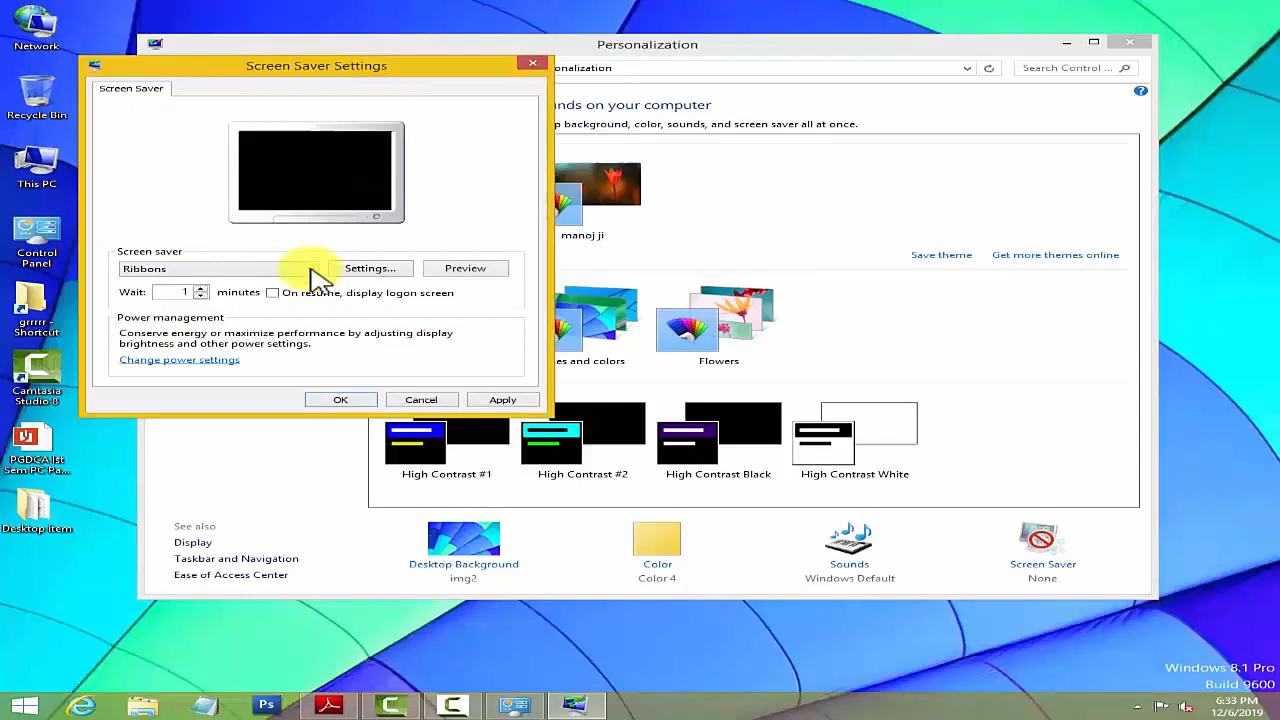 Network
Recycle Bin
This PC
Control
Panel
grrrrr -
Shortcut
Camtasia
Studio 8
PGDCA Ist
Sem PC Pa...
Desktop item
Personalization
Search Control ...
Screen Saver Settings
Screen Saver
Screen saver
Ribbons
Settings...
Preview
Wait:
1
minutes
display logon screen
Power management
Conserve energy or maximize performance by adjusting display
brightness and other power settings.
Change power settings
OK
Cancel
Apply
on your computer
background, color, sounds, and screen saver all at once.
manoj ji
Save theme
Get more themes online
and colors
Flowers
High Contrast #1
High Contrast #2
High Contrast Black
High Contrast White
See also
Display
Taskbar and Navigation
Ease of Access Center
Desktop Background
img2
Color
Color 4
Sounds
Windows Default
Screen Saver
None
Windows 8.1 Pro
Build 9600
Ps
6:33 PM
12/6/2019